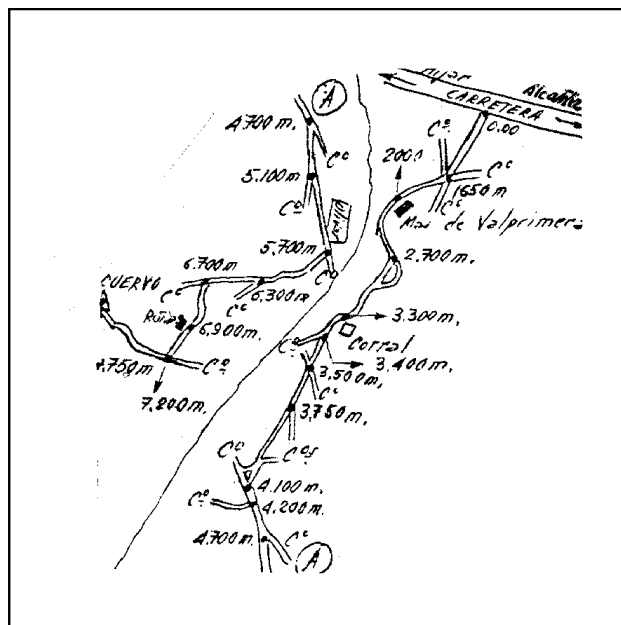 Hijar
CARRETERA
Alcañiz
0.00
Cº
Cº
Cº
1650 m
2000
Mas de Valprimera
2.700 m.
3.300 m.
Corral
3.400 m.
Cº
3.500 m.
Cº
3.750 m.
Cº
Cos
4.100 m.
Cº
4.200 m.
4.700 m.
Cº
A
A
4.700 m.
Cº
5.100 m
Cº
5.700 m
Cº
6.300 m
Cº
6.700 m
Cº
CUERVO
6.900 m.
7.200 m.
Cº
7.750 m